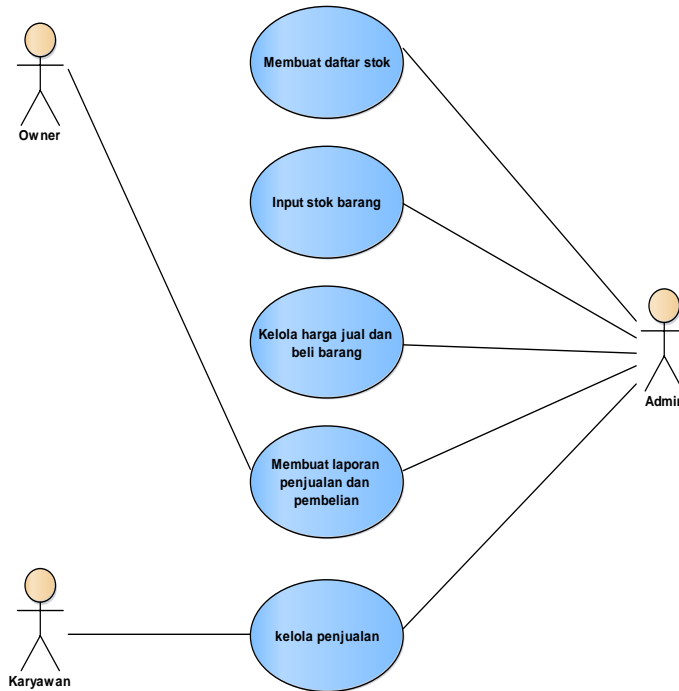 Membuat daftar stok
Owner
Input stok barang
Kelola harga jual dan
beli barang
Admin
Membuat laporan
penjualan dan
pembelian
kelola penjualan
Karyawan